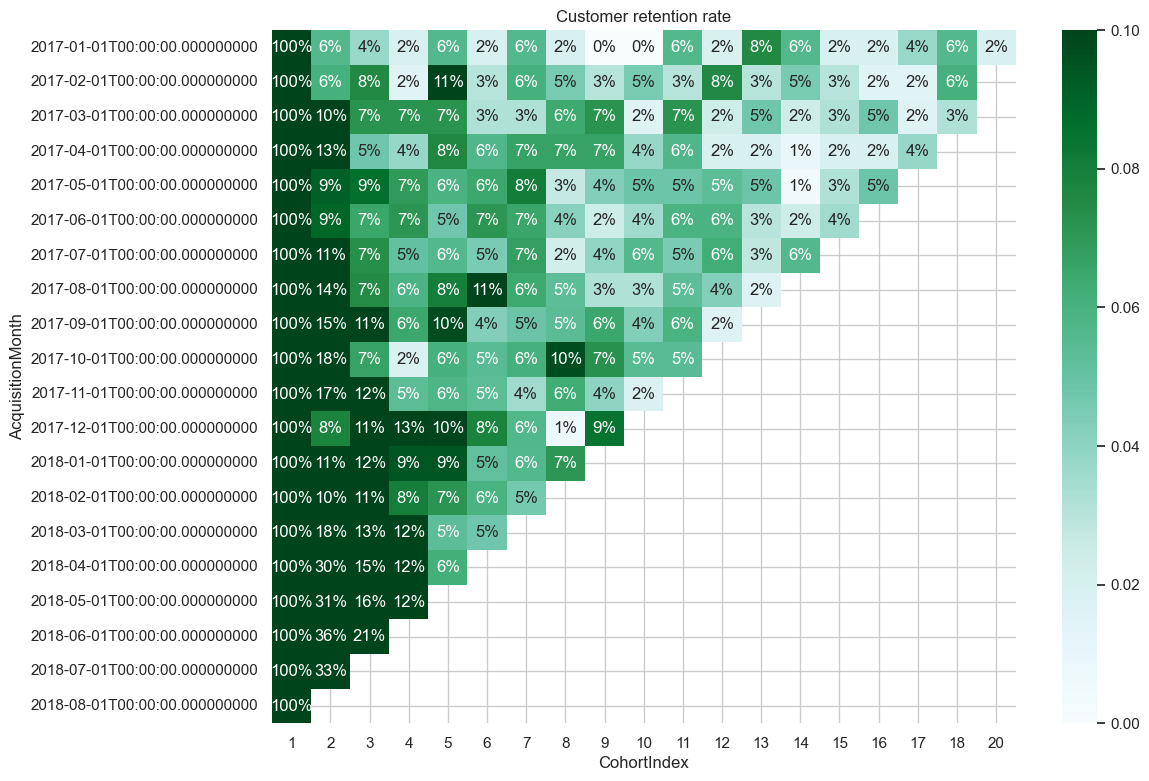 Customer retention rate
2017-01-01T00:00:00.000000000 100% 6% 4% 2% 6% 2% 6% 2% 0% 0% 6% 2% 8% 6% 2% 2% 4% 6% 2%
2017-02-01T00:00:00.000000000 100% 6% 8% 2% 11% 3% 6% 5% 3% 5% 3% 8% 3% 5% 3% 2% 2% 6%
2017-03-01T00:00:00.000000000 100% 10% 7% 7% 7% 3% 3% 6% 7% 2% 7% 2% 5% 2% 3% 5% 2% 3%
2017-04-01T00:00:00.000000000 100% 13% 5% 4% 8% 6% 7% 7% 7% 4% 6% 2% 2% 1% 2% 2% 4%
2017-05-01T00:00:00.000000000 100% 9% 9% 7% 6% 6% 8% 3% 4% 5% 5% 5% 5% 1% 3% 5%
2017-06-01T00:00:00.000000000 100% 9% 7% 7% 5% 7% 7% 4% 2% 4% 6% 6% 3% 2% 4%
2017-07-01T00:00:00.000000000 100% 11% 7% 5% 6% 5% 7% 2% 4% 6% 5% 6% 3% 6%
2017-08-01T00:00:00.000000000 100% 14% 7% 6% 8% 11% 6% 5% 3% 3% 5% 4% 2%
2017-09-01T00:00:00.000000000 100% 15% 11% 6% 10% 4% 5% 5% 6% 4% 6% 2%
2017-10-01T00:00:00.000000000 100% 18% 7% 2% 6% 5% 6% 10% 7% 5% 5%
2017-11-01T00:00:00.000000000 100% 17% 12% 5% 6% 5% 4% 6% 4% 2%
2017-12-01T00:00:00.000000000 100% 8% 11% 13% 10% 8% 6% 1% 9%
2018-01-01T00:00:00.000000000 100% 11% 12% 9% 9% 5% 6% 7%
2018-02-01T00:00:00.000000000 100% 10% 11% 8% 7% 6% 5%
2018-03-01T00:00:00.000000000 100% 18% 13% 12% 5% 5%
2018-04-01T00:00:00.000000000 100% 30% 15% 12% 6%
2018-05-01T00:00:00.000000000 100% 31% 16% 12%
2018-06-01T00:00:00.000000000 100% 36% 21%
2018-07-01T00:00:00.000000000 100% 33%
2018-08-01T00:00:00.000000000 100%
1 2 3 4 5 6 7 8 9 10 11 12 13 14 15 16 17 18 20
CohortIndex
AcquisitionMonth
0.10
0.08
0.06
0.04
0.02
0.00